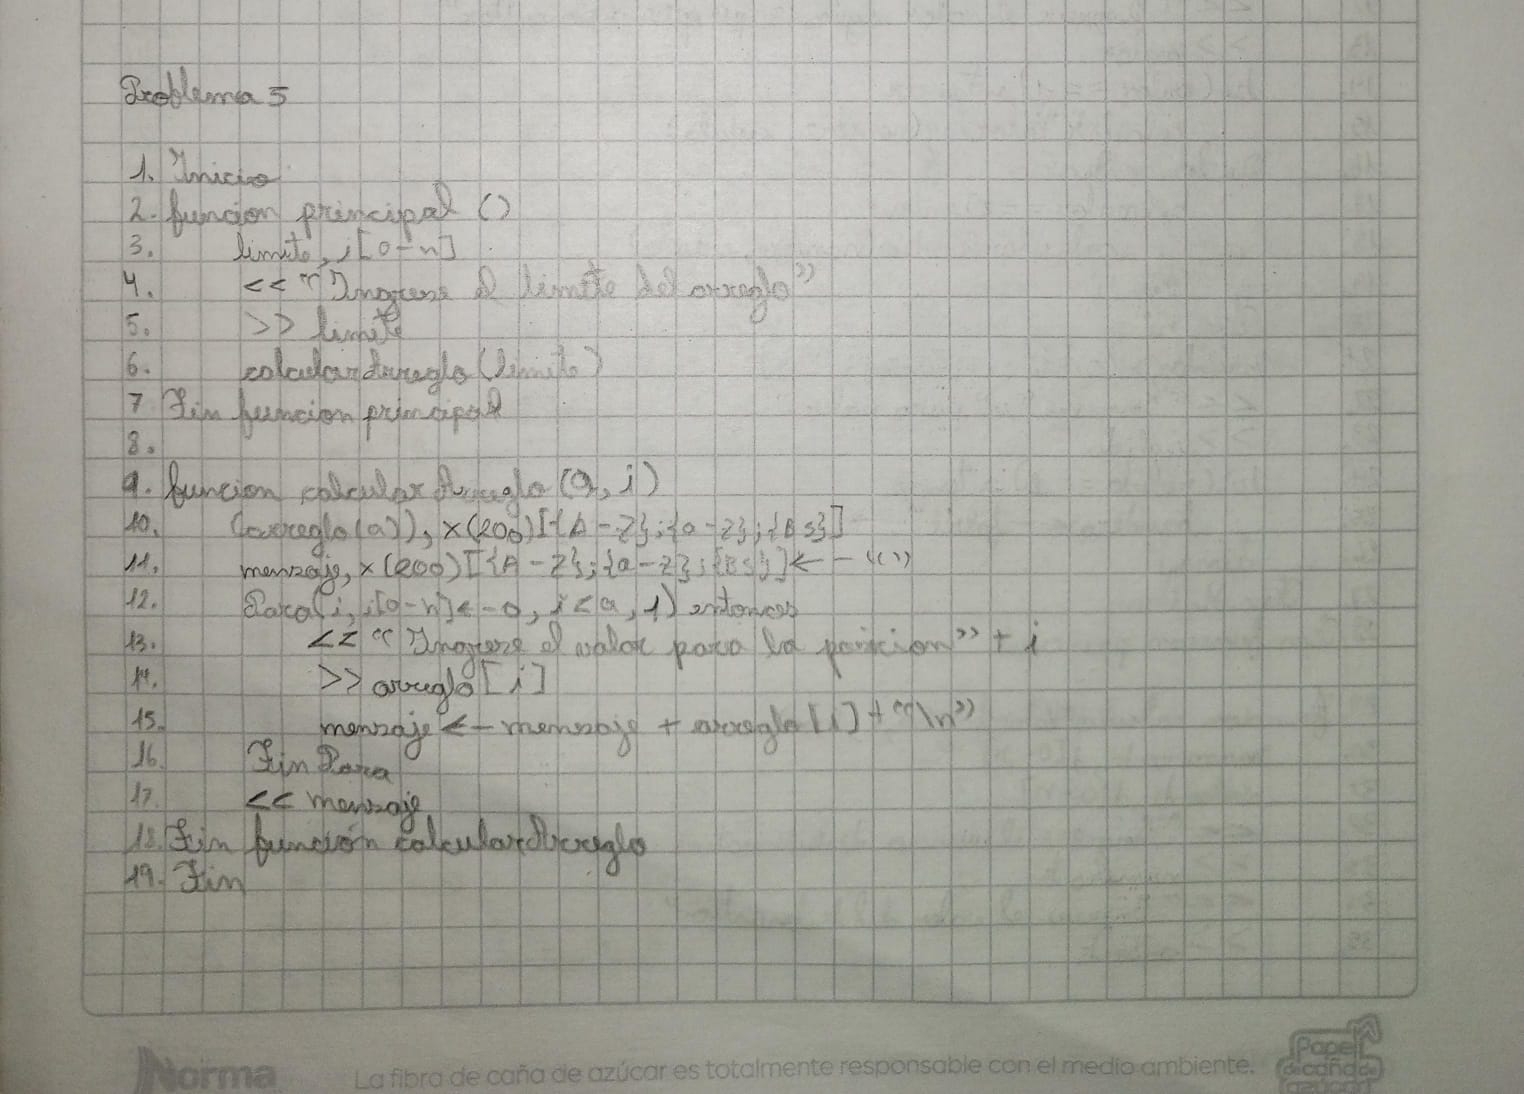 Problema 5
1. Inicio
2. funcion principal ()
3. limite, i[0-n]
4. << "Ingrese el limite del arreglo"
5. >> limite
6. calcularArreglo(limite)
7 Fin funcion principal
8.
9. funcion calcularArreglo(a, i)
10. (arreglo(a)), x(200)[{A-Z};{a-z};{Bs}]
11. mensaje, x(200)[{A-Z};{a-z};{Bs}]<- ""
12. Para(i, i[0-n]<-0, i<a, 1) entonces
13. << "Ingrese el valor para la posicion" + i
14. >> arreglo[i]
15. mensaje <- mensaje + arreglo[i] + "\n"
16. Fin Para
17. << mensaje
18. Fin función calcularArreglo
19. Fin
Norma La fibra de caña de azúcar es totalmente responsable con el medio ambiente. Papel de caña de azúcar